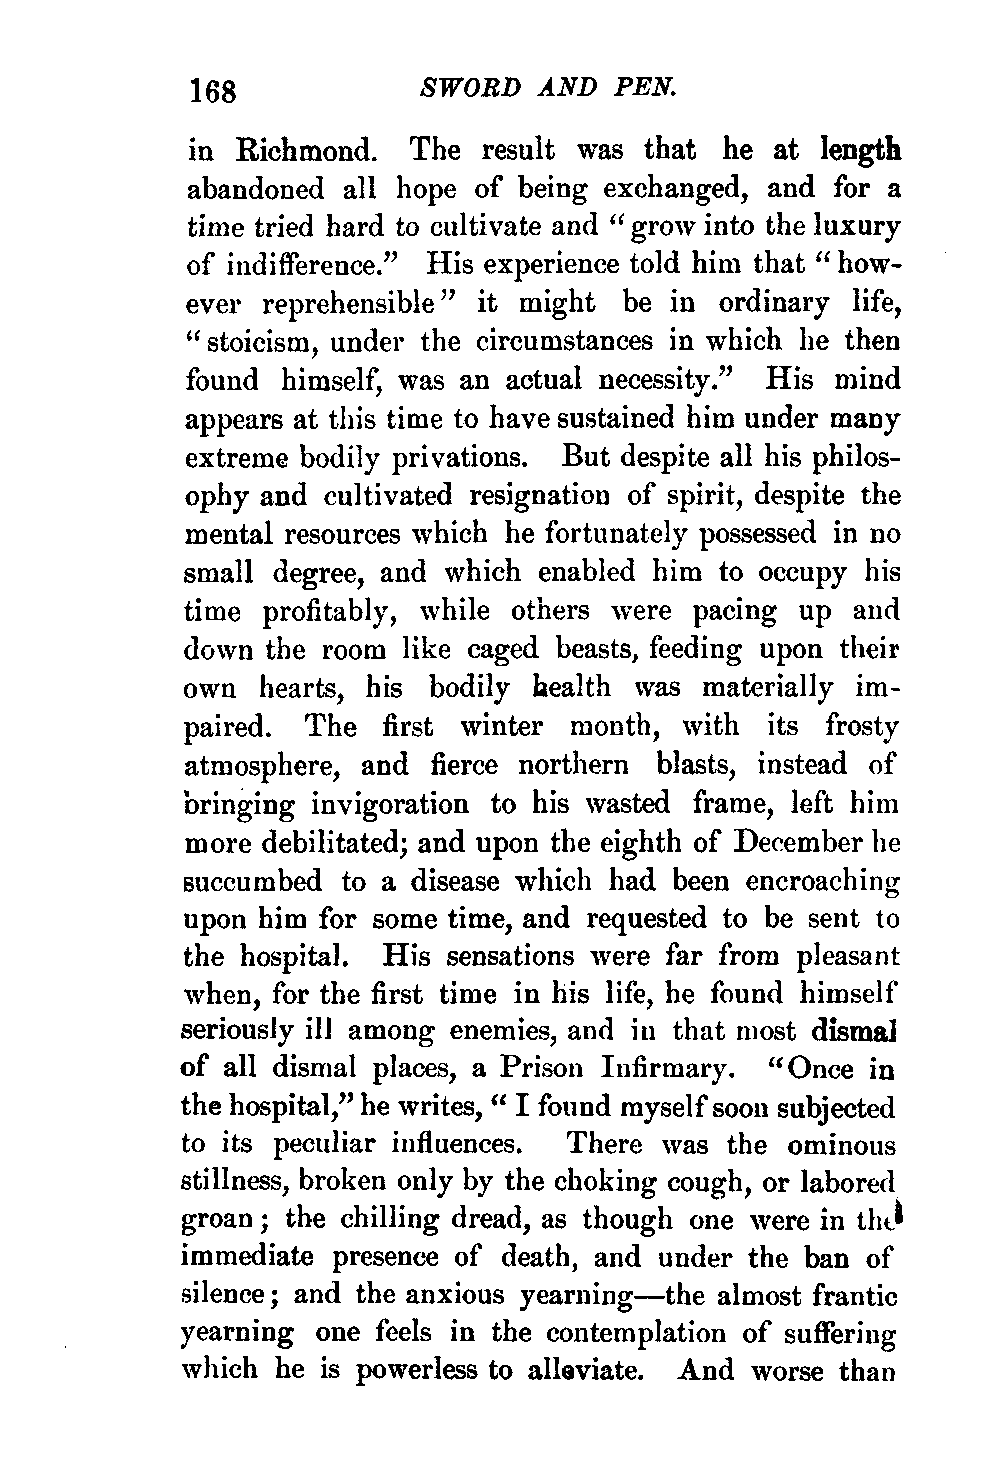 168 SWORD AND PEN.
in Richmond. The result was that he at length
abandoned all hope of being exchanged, and for a
time tried hard to cultivate and “grow into the luxury
of indifference.” His experience told him that “how-
ever reprehensible” it might be in ordinary life,
“stoicism, under the circumstances in which he then
found himself, was an actual necessity.” His mind
appears at this time to have sustained him under many
extreme bodily privations. But despite all his philos-
ophy and cultivated resignation of spirit, despite the
mental resources which he fortunately possessed in no
small degree, and which enabled him to occupy his
time profitably, while others were pacing up and
down the room like caged beasts, feeding upon their
own hearts, his bodily health was materially im-
paired. The first winter month, with its frosty
atmosphere, and fierce northern blasts, instead of
bringing invigoration to his wasted frame, left him
more debilitated; and upon the eighth of December he
succumbed to a disease which had been encroaching
upon him for some time, and requested to be sent to
the hospital. His sensations were far from pleasant
when, for the first time in his life, he found himself
seriously ill among enemies, and in that most dismal
of all dismal places, a Prison Infirmary. “Once in
the hospital,” he writes, “I found myself soon subjected
to its peculiar influences. There was the ominous
stillness, broken only by the choking cough, or labored
groan; the chilling dread, as though one were in the
immediate presence of death, and under the ban of
silence; and the anxious yearning—the almost frantic
yearning one feels in the contemplation of suffering
which he is powerless to alleviate. And worse than